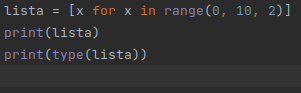 lista = [x for x in range(0, 10, 2)]
print(lista)
print(type(lista))